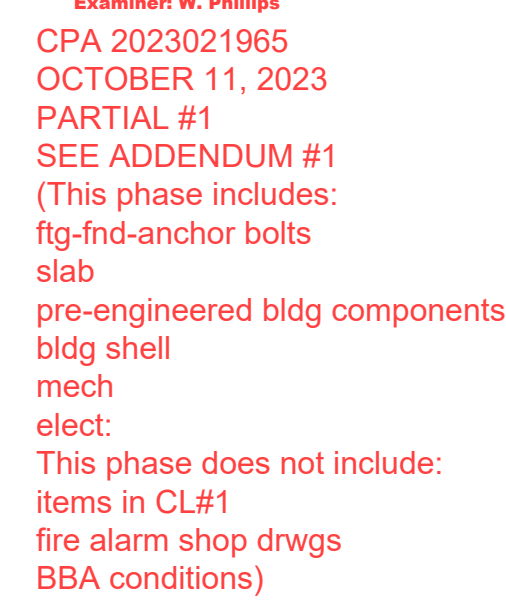 Examiner: W. Phillips
CPA 2023021965
OCTOBER 11, 2023
PARTIAL #1
SEE ADDENDUM #1
(This phase includes:
ftg-fnd-anchor bolts
slab
pre-engineered bldg components
bldg shell
mech
elect:
This phase does not include:
items in CL#1
fire alarm shop drwgs
BBA conditions)